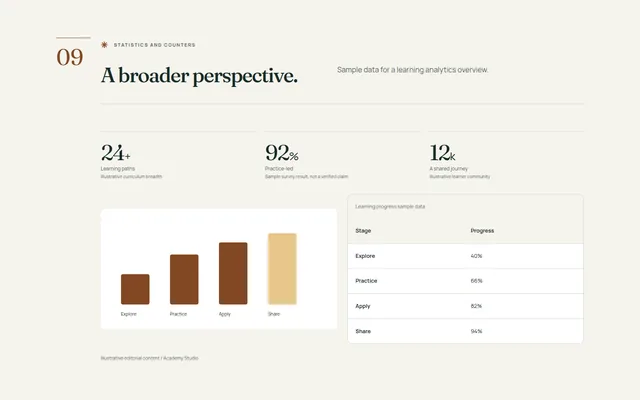 09
STATISTICS AND COUNTERS
A broader perspective.
Sample data for a learning analytics overview.
24+
Learning paths
Illustrative curriculum breadth
92%
Practice-led
Sample survey result, not a verified claim
12k
A shared journey
Illustrative learner community
Explore
Practice
Apply
Share
Learning progress sample data
Stage Progress
Explore 40%
Practice 66%
Apply 82%
Share 94%
Illustrative editorial content / Academy Studio